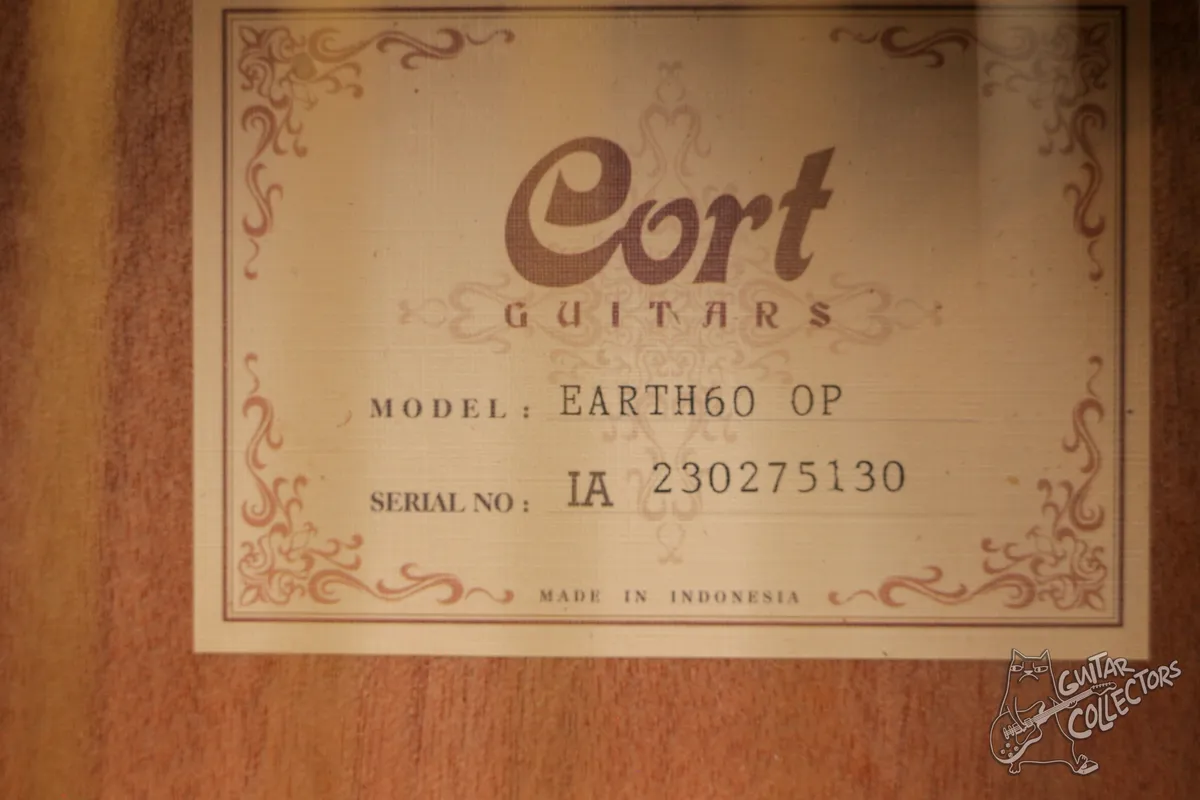 Cort
GUITARS
MODEL : EARTH60 OP
SERIAL NO : IA 230275130
MADE IN INDONESIA
GUITAR
COLLECTORS